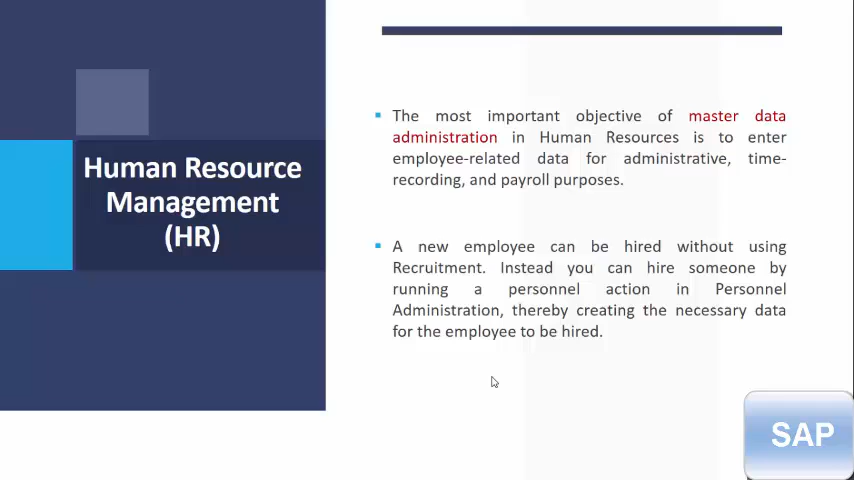 Human Resource
Management
(HR)
The most important objective of master data
administration in Human Resources is to enter
employee-related data for administrative, time-
recording, and payroll purposes.
A new employee can be hired without using
Recruitment. Instead you can hire someone by
running a personnel action in Personnel
Administration, thereby creating the necessary data
for the employee to be hired.
SAP